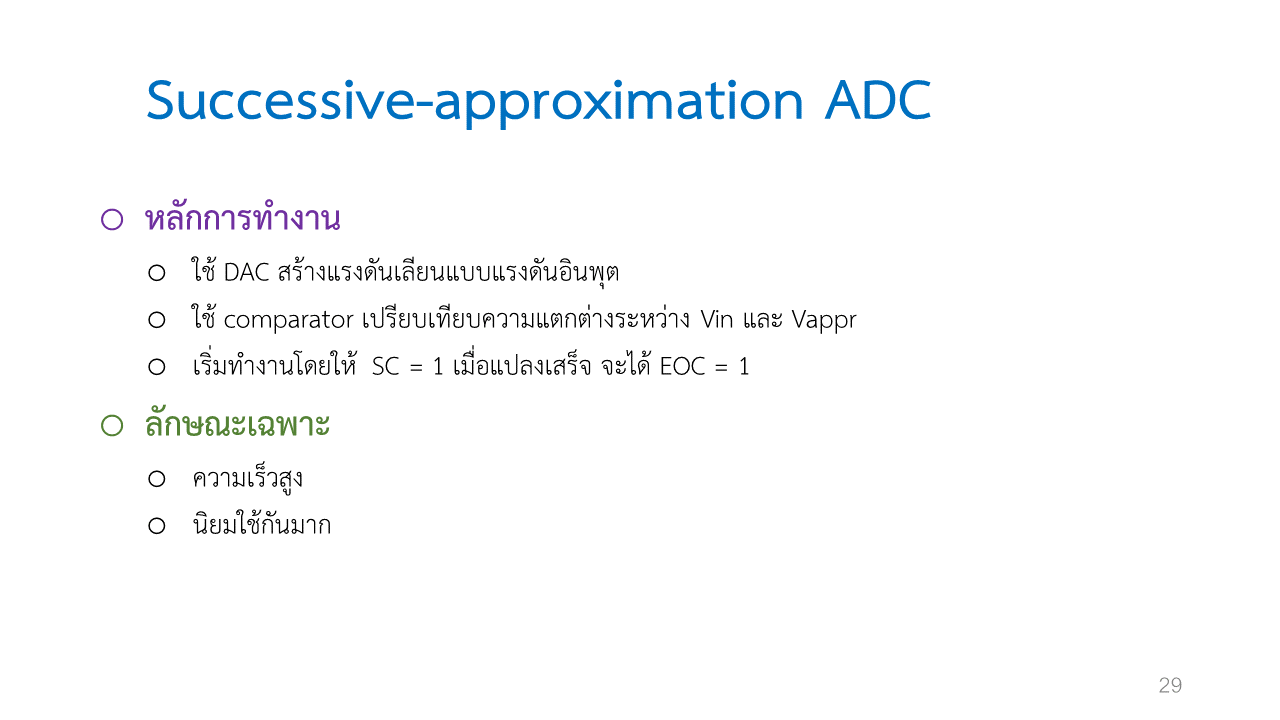 Successive-approximation ADC
หลักการทำงาน
ใช้ DAC สร้างแรงดันเลียนแบบแรงดันอินพุต
ใช้ comparator เปรียบเทียบความแตกต่างระหว่าง Vin และ Vappr
เริ่มทำงานโดยให้ SC = 1 เมื่อแปลงเสร็จ จะได้ EOC = 1
ลักษณะเฉพาะ
ความเร็วสูง
นิยมใช้กันมาก
29